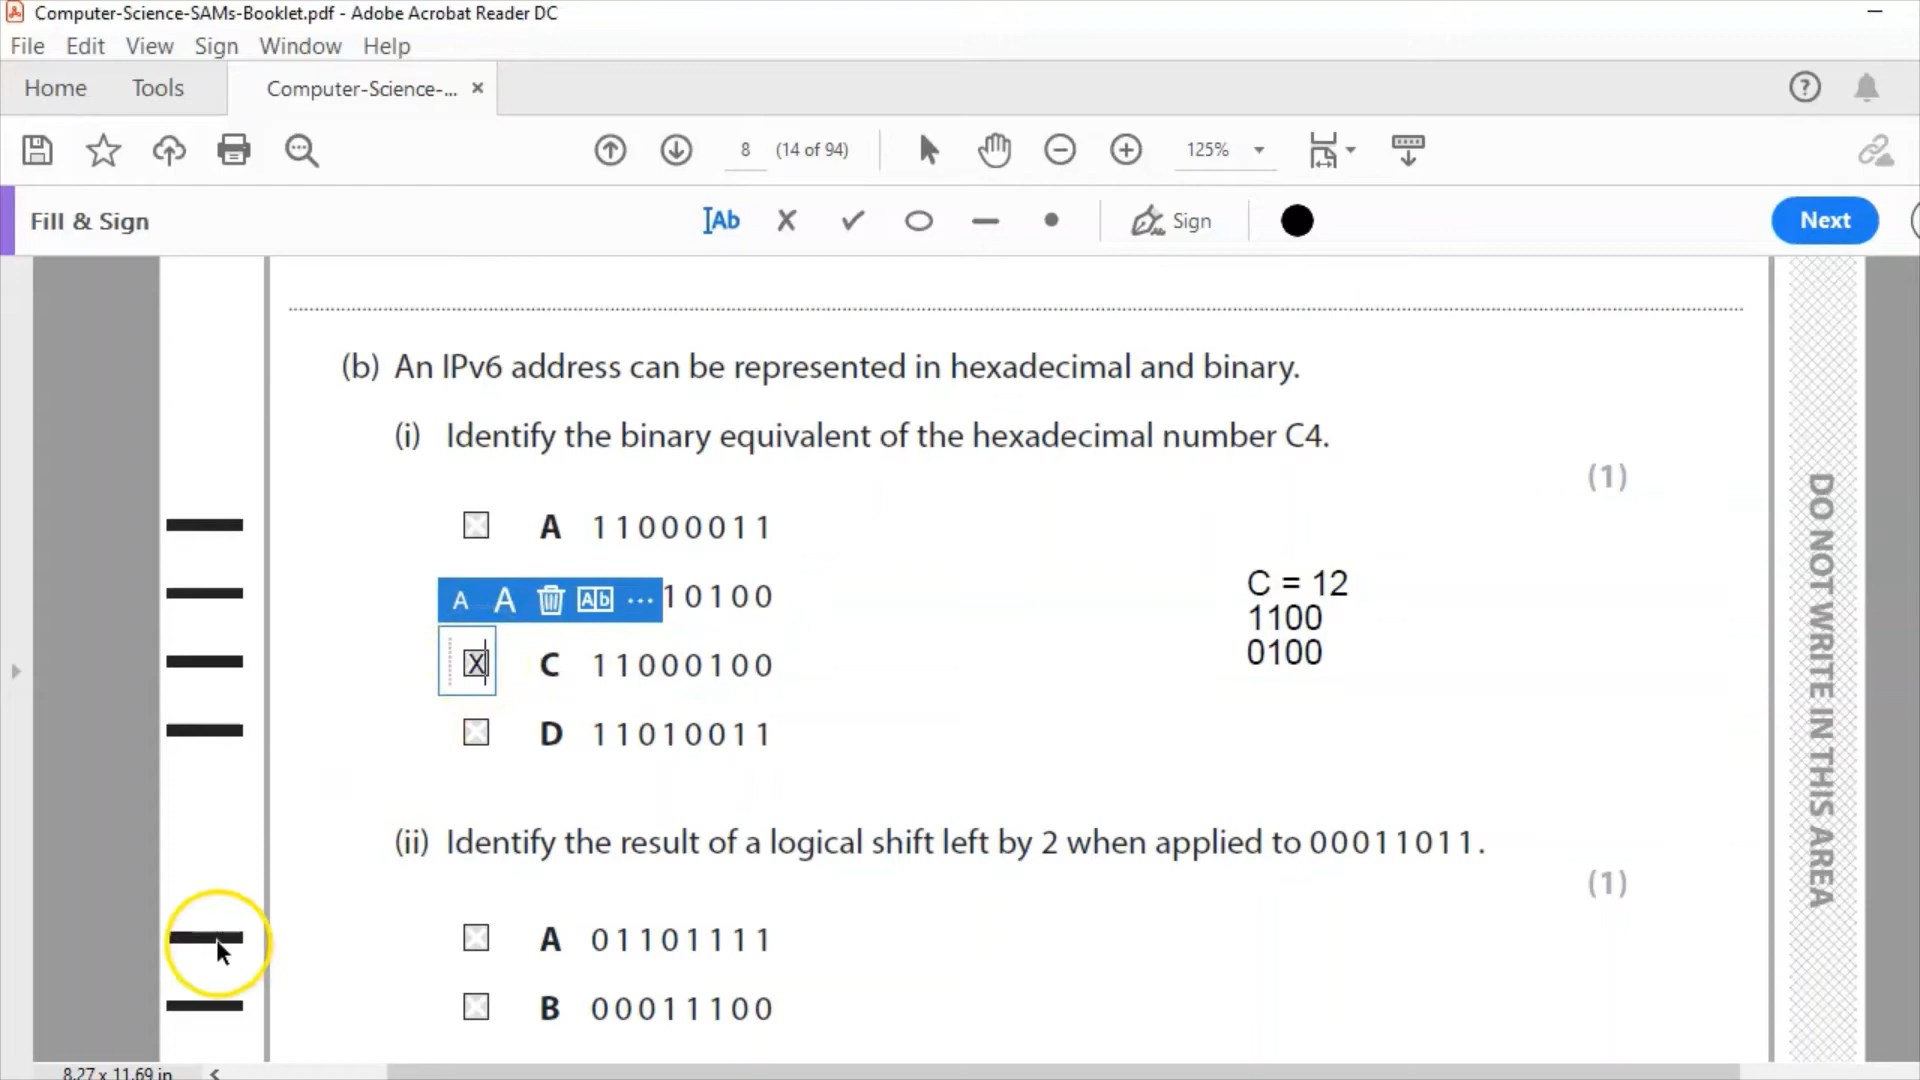 Computer-Science-SAMs-Booklet.pdf - Adobe Acrobat Reader DC
File Edit View Sign Window Help
Home Tools Computer-Science-... ×
8 (14 of 94) 125%
Fill & Sign Ab Sign Next
(b) An IPv6 address can be represented in hexadecimal and binary.
(i) Identify the binary equivalent of the hexadecimal number C4.
(1)
A 11000011
A A Ab ... 10100
X C 11000100
D 11010011
C = 12
1100
0100
(ii) Identify the result of a logical shift left by 2 when applied to 00011011.
(1)
A 01101111
B 00011100
DO NOT WRITE IN THIS AREA
8.27 x 11.69 in